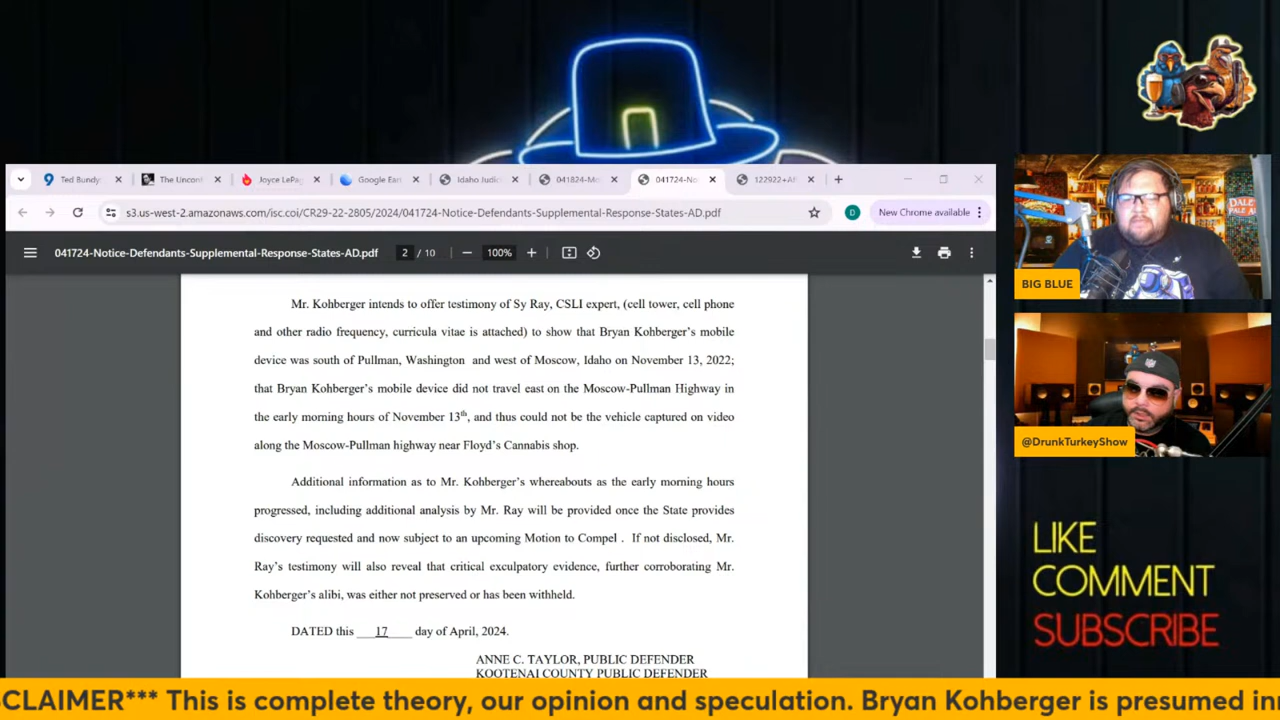 Ted Bundy
The Uncon
Joyce LePa
Google Ear
Idaho Judic
041824-Mo
041724-No
122922+Af
s3.us-west-2.amazonaws.com/isc.coi/CR29-22-2805/2024/041724-Notice-Defendants-Supplemental-Response-States-AD.pdf
D
New Chrome available
041724-Notice-Defendants-Supplemental-Response-States-AD.pdf
2 / 10
100%
Mr. Kohberger intends to offer testimony of Sy Ray, CSLI expert, (cell tower, cell phone
and other radio frequency, curricula vitae is attached) to show that Bryan Kohberger's mobile
device was south of Pullman, Washington and west of Moscow, Idaho on November 13, 2022;
that Bryan Kohberger's mobile device did not travel east on the Moscow-Pullman Highway in
the early morning hours of November 13th, and thus could not be the vehicle captured on video
along the Moscow-Pullman highway near Floyd's Cannabis shop.
Additional information as to Mr. Kohberger's whereabouts as the early morning hours
progressed, including additional analysis by Mr. Ray will be provided once the State provides
discovery requested and now subject to an upcoming Motion to Compel . If not disclosed, Mr.
Ray's testimony will also reveal that critical exculpatory evidence, further corroborating Mr.
Kohberger's alibi, was either not preserved or has been withheld.
DATED this ___17____ day of April, 2024.
ANNE C. TAYLOR, PUBLIC DEFENDER
KOOTENAI COUNTY PUBLIC DEFENDER
DALE
PALE A
BIG BLUE
@DrunkTurkeyShow
LIKE
COMMENT
SUBSCRIBE
CLAIMER*** This is complete theory, our opinion and speculation. Bryan Kohberger is presumed inn